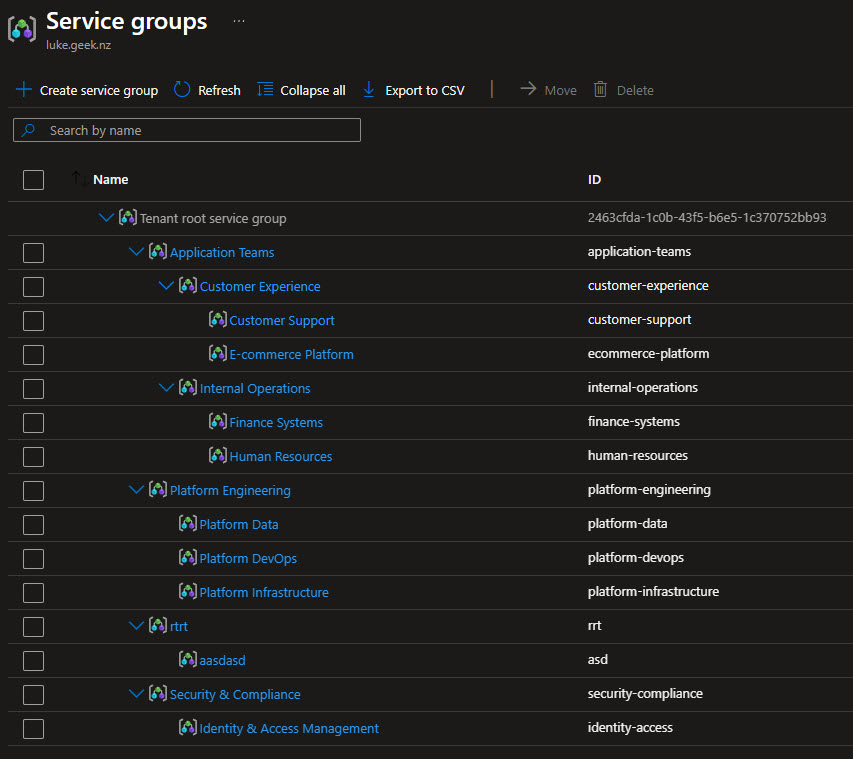 Service groups ...
luke.geek.nz
Create service group Refresh Collapse all Export to CSV | Move Delete
Search by name
Name ID
Tenant root service group 2463cfda-1c0b-43f5-b6e5-1c370752bb93
Application Teams application-teams
Customer Experience customer-experience
Customer Support customer-support
E-commerce Platform ecommerce-platform
Internal Operations internal-operations
Finance Systems finance-systems
Human Resources human-resources
Platform Engineering platform-engineering
Platform Data platform-data
Platform DevOps platform-devops
Platform Infrastructure platform-infrastructure
rtrt rrt
aasdasd asd
Security & Compliance security-compliance
Identity & Access Management identity-access